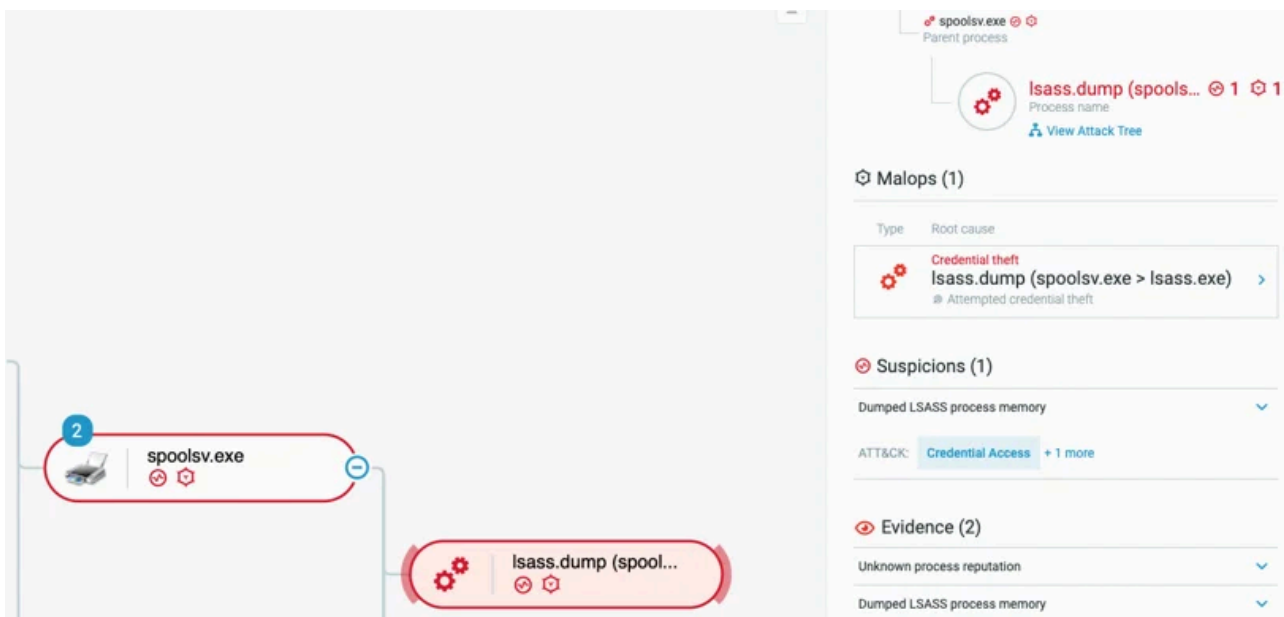 spoolsv.exe
Parent process
lsass.dump (spools... 1 1
Process name
View Attack Tree
Malops (1)
Type Root cause
Credential theft
lsass.dump (spoolsv.exe > lsass.exe)
Attempted credential theft
Suspicions (1)
Dumped LSASS process memory
ATT&CK: Credential Access + 1 more
Evidence (2)
Unknown process reputation
Dumped LSASS process memory
2
spoolsv.exe
lsass.dump (spool...